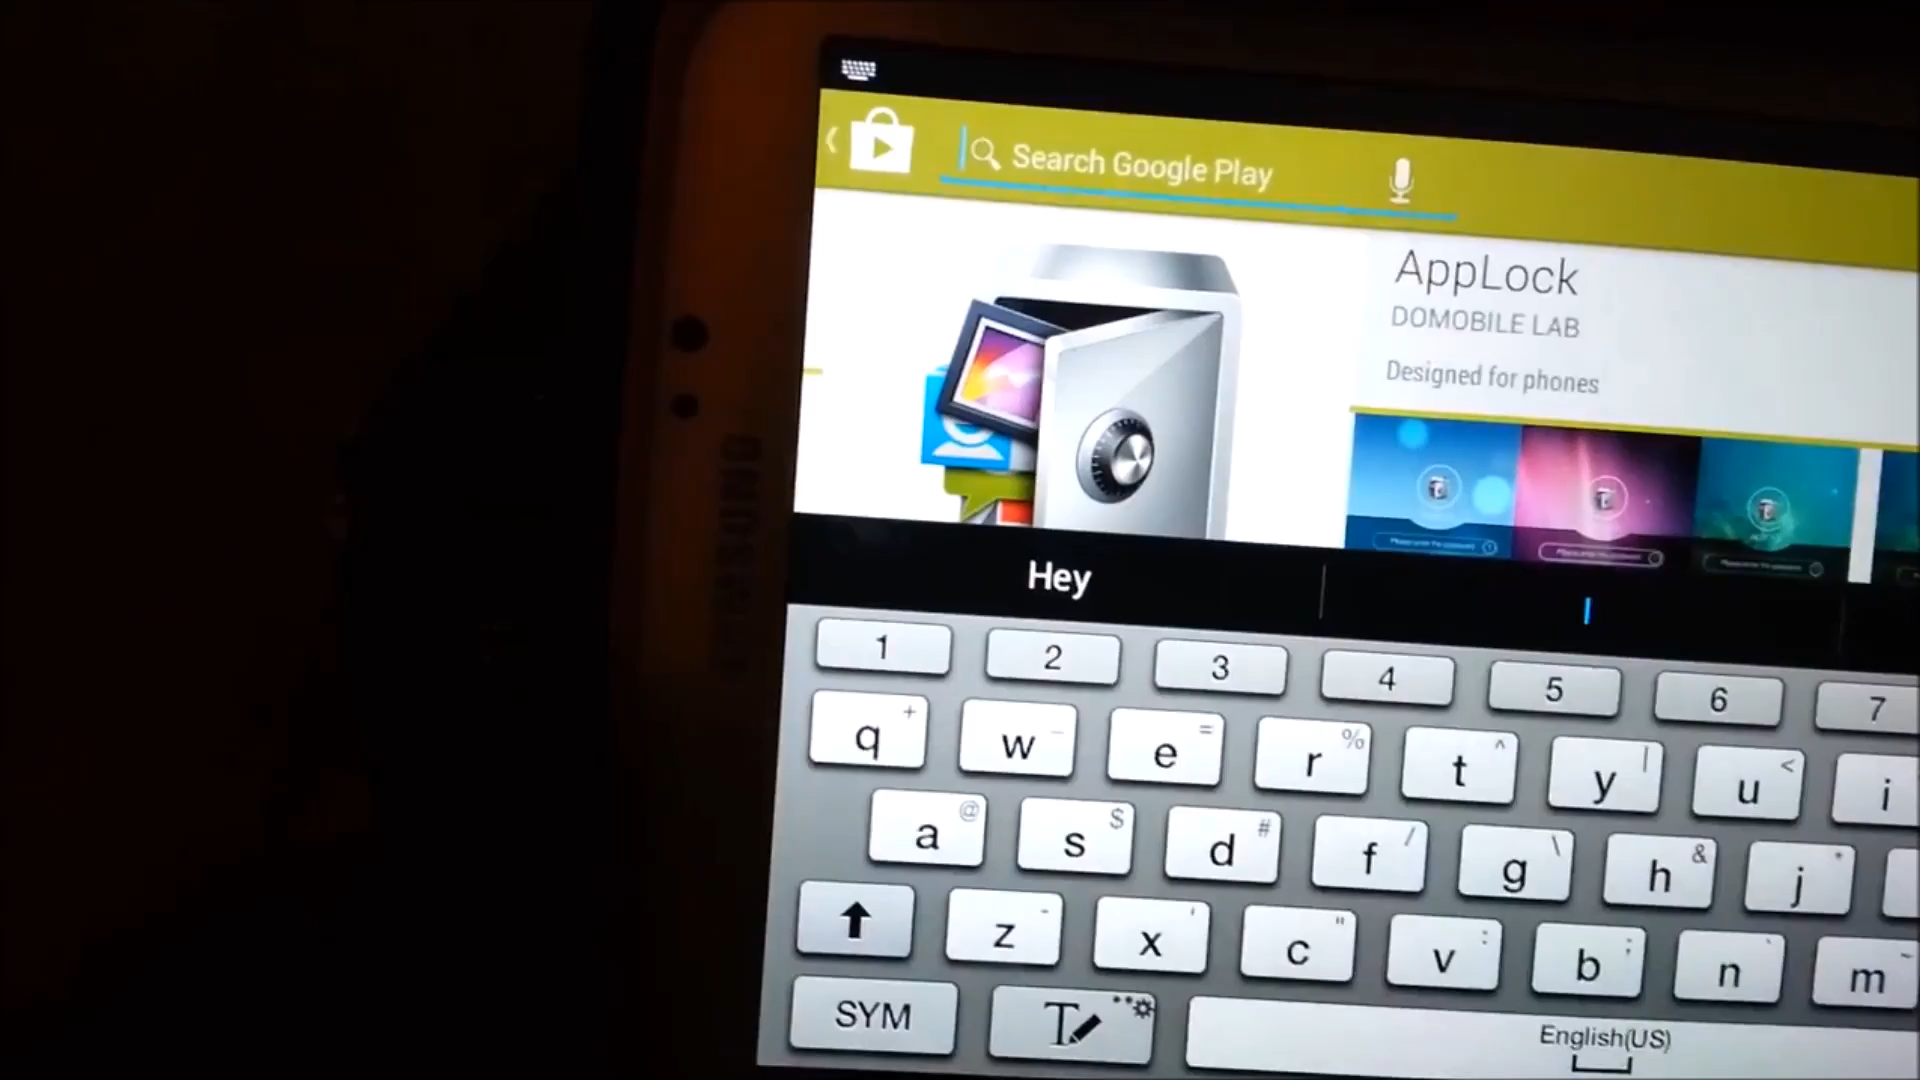 Search Google Play
AppLock
DOMOBILE LAB
Designed for phones
SAMSUNG
Hey I
1 2 3 4 5 6 7
q + w _ e = r % t ^ y | u < i
a @ s $ d # f / g \ h & j *
z - x ' c " v : b ; n ` m ~
SYM T English(US)